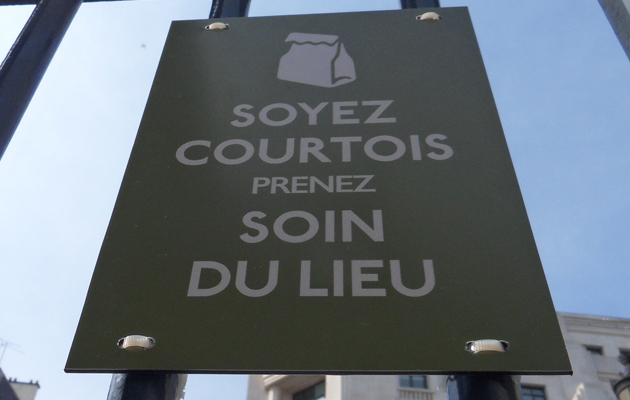 SOYEZ
COURTOIS
PRENEZ
SOIN
DU LIEU